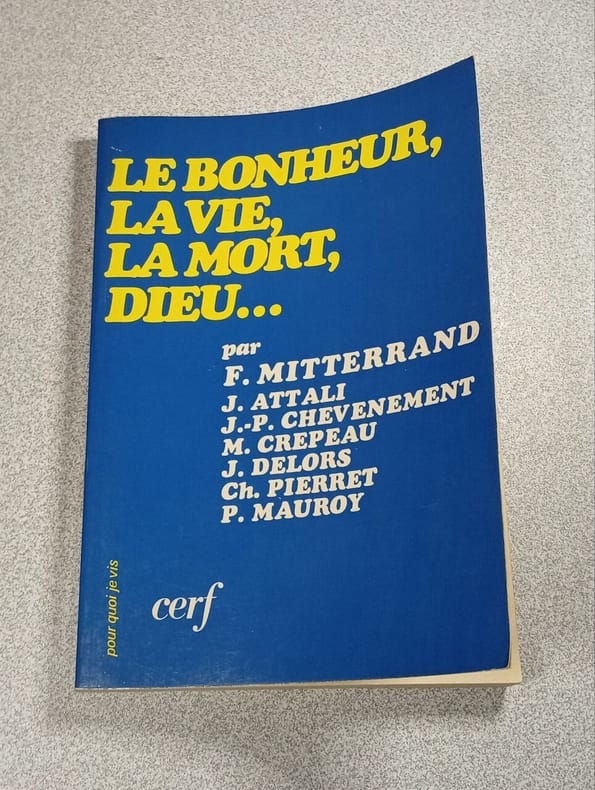 LE BONHEUR,
LA VIE,
LA MORT,
DIEU...
par
F. MITTERRAND
J. ATTALI
J.-P. CHEVENEMENT
M. CREPEAU
J. DELORS
Ch. PIERRET
P. MAUROY
pour quoi je vis
cerf